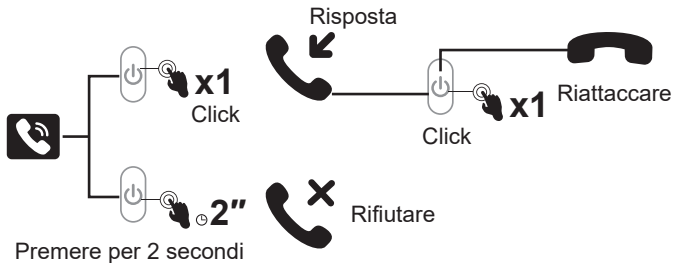 Risposta
x1
Click
x1
Riattaccare
Click
2"
Rifiutare
Premere per 2 secondi